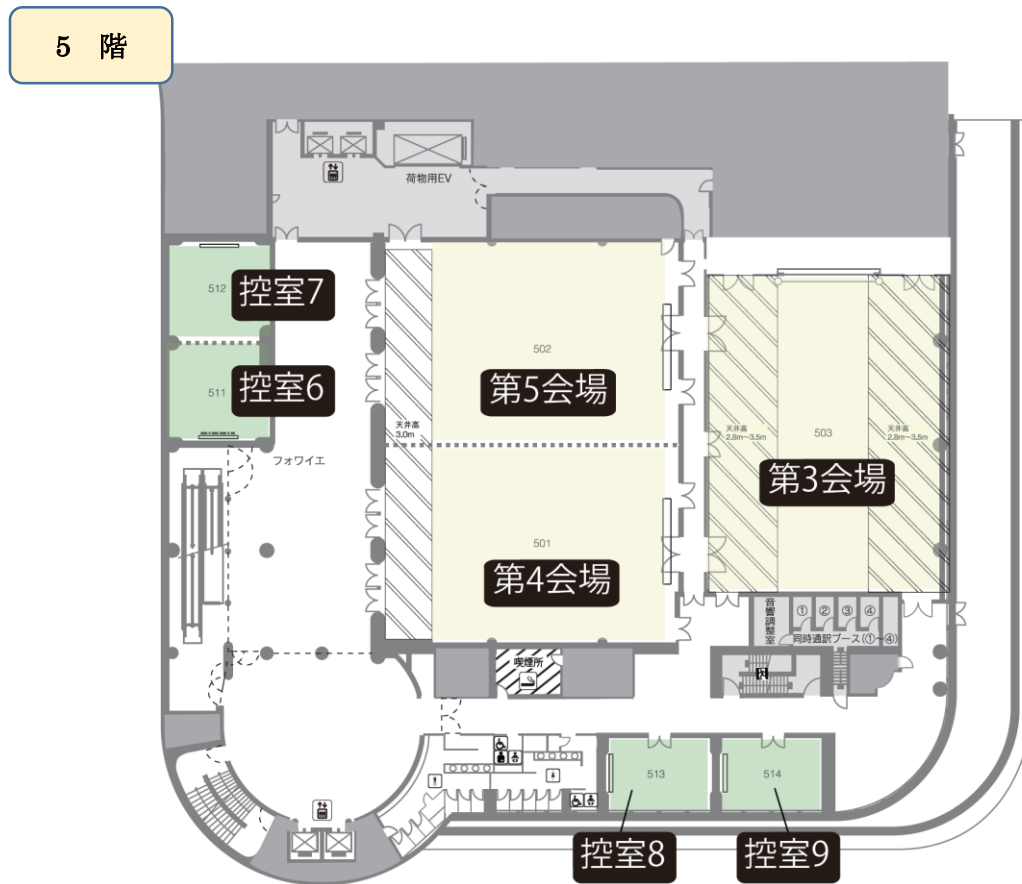 5 階
荷物用EV
512
控室7
511
控室6
フォワイエ
天井高
3.0m
502
第5会場
501
第4会場
天井高
2.8m~3.5m
503
天井高
2.8m~3.5m
第3会場
音響調整室
① ② ③ ④
同時通訳ブース(①~④)
喫煙所
513
514
控室8
控室9